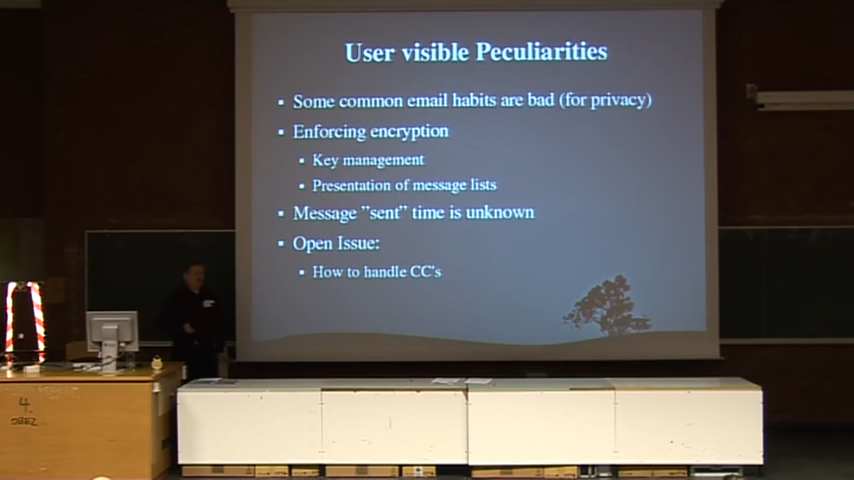 User visible Peculiarities
Some common email habits are bad (for privacy)
Enforcing encryption
Key management
Presentation of message lists
Message "sent" time is unknown
Open Issue:
How to handle CC's
4.